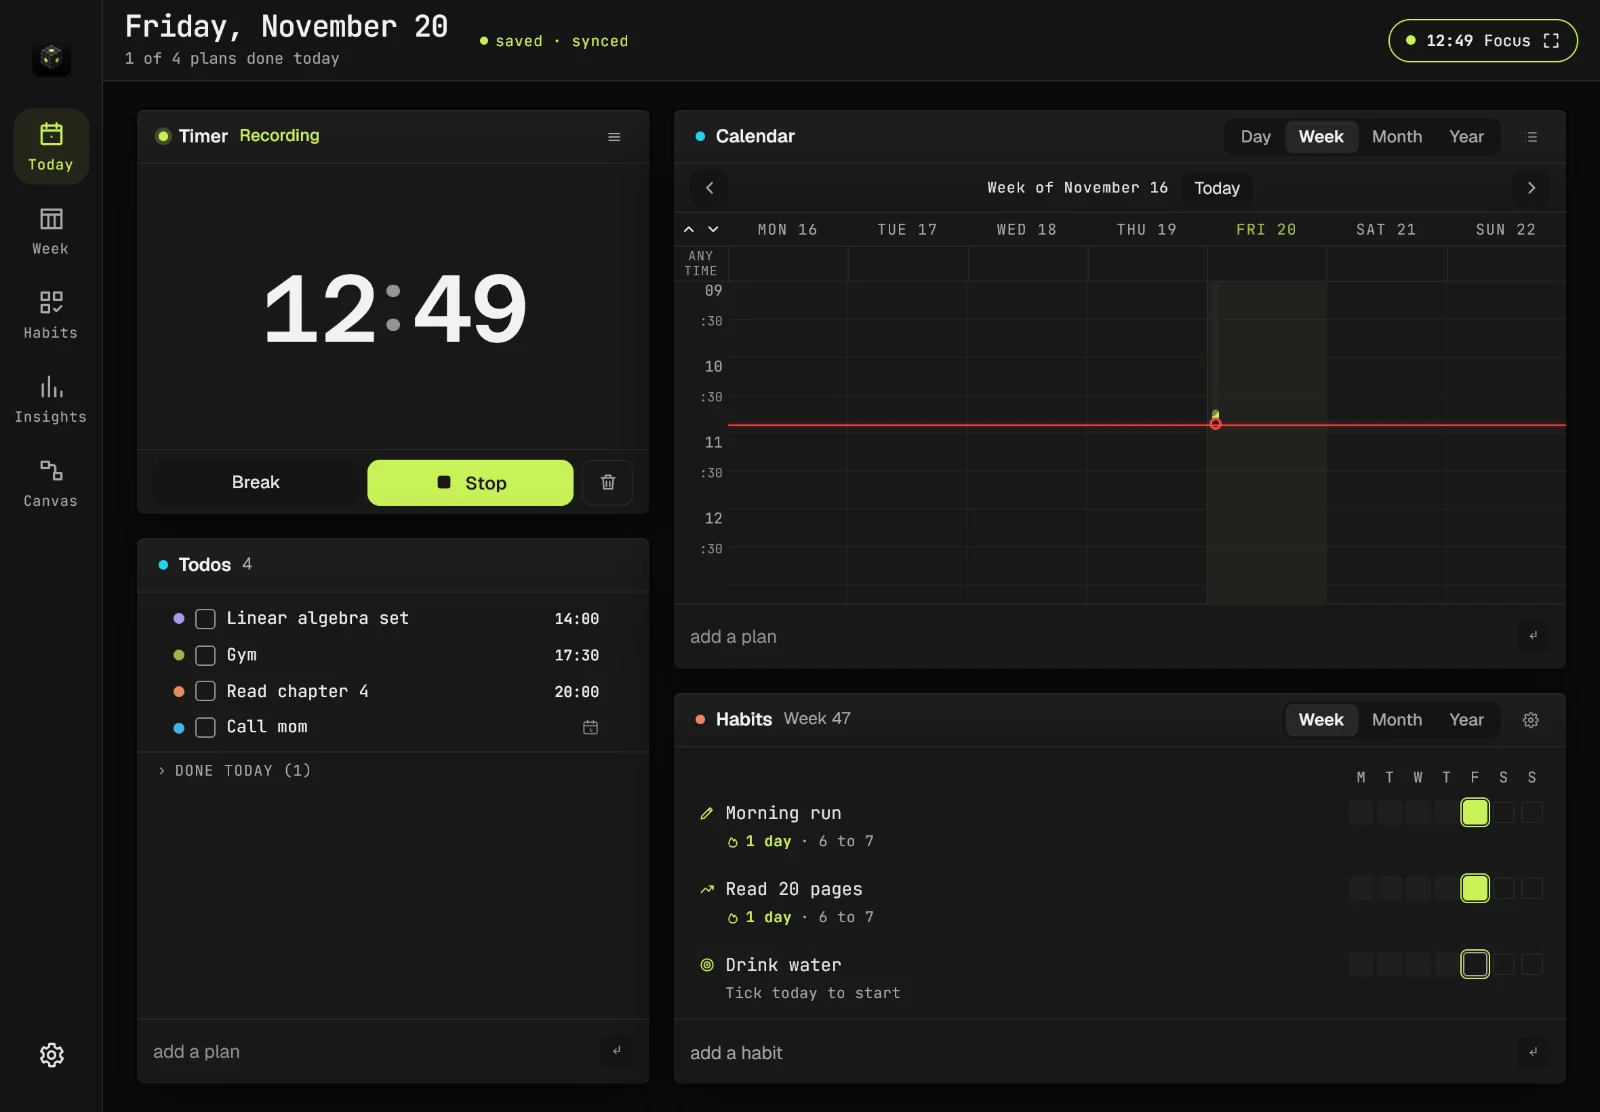 Friday, November 20
1 of 4 plans done today
saved · synced
12:49 Focus
Today
Week
Habits
Insights
Canvas
Timer Recording
12:49
Break
Stop
Todos 4
Linear algebra set 14:00
Gym 17:30
Read chapter 4 20:00
Call mom
DONE TODAY (1)
add a plan
Calendar
Day Week Month Year
Week of November 16 Today
MON 16 TUE 17 WED 18 THU 19 FRI 20 SAT 21 SUN 22
ANY
TIME
09
:30
10
:30
11
:30
12
:30
add a plan
Habits Week 47
Week Month Year
M T W T F S S
Morning run
1 day · 6 to 7
Read 20 pages
1 day · 6 to 7
Drink water
Tick today to start
add a habit